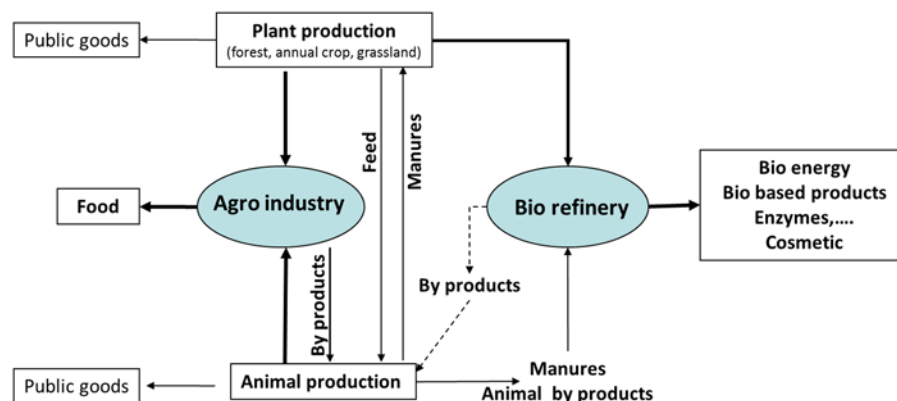 Plant production
Public goods
(forest, annual crop, grassland)
Feed
Manures
Bio energy
Bio based products
Enzymes,....
Cosmetic
Food
Agro industry
Bio refinery
By products
By products
Manures
Animal by products
Public goods
Animal production